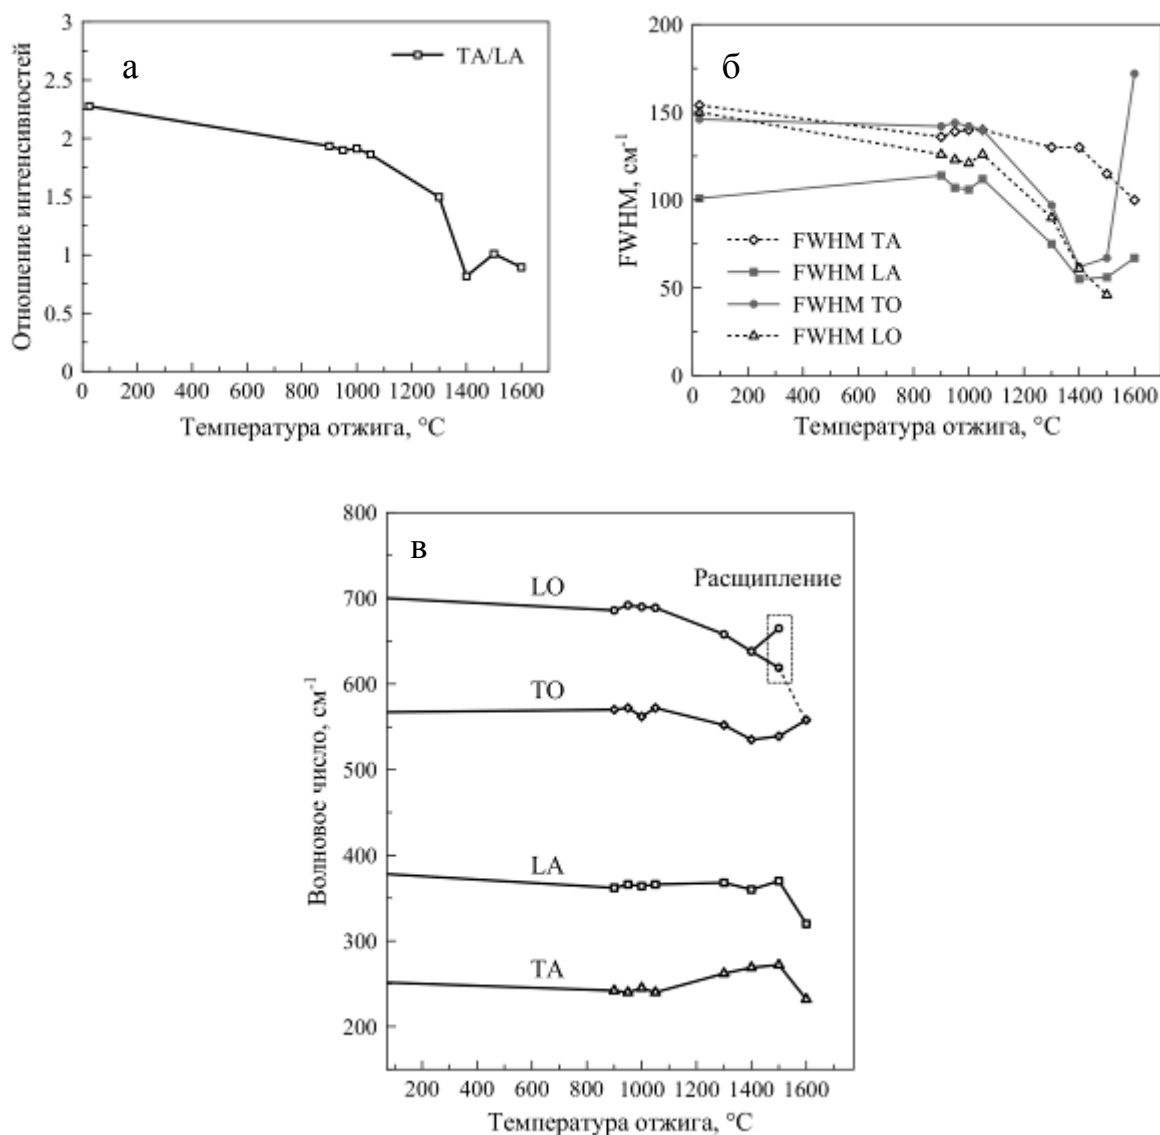 а
TA/LA
Отношение интенсивностей
3
2.5
2
1.5
1
0.5
0
0 200 400 600 800 1000 1200 1400 1600
Температура отжига, °C
б
FWHM, см⁻¹
200
150
100
50
0
FWHM TA
FWHM LA
FWHM TO
FWHM LO
0 200 400 600 800 1000 1200 1400 1600
Температура отжига, °C
в
Волновое число, см⁻¹
800
700
600
500
400
300
200
LO
Расщипление
TO
LA
TA
200 400 600 800 1000 1200 1400 1600
Температура отжига, °C